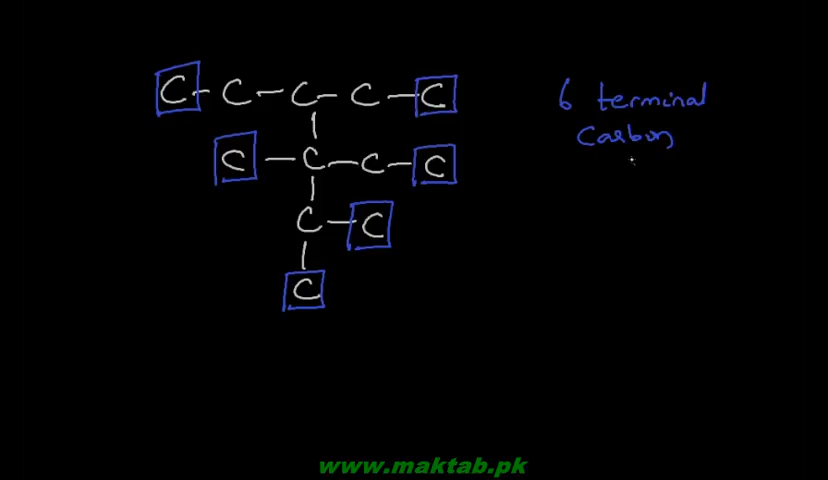 C - C - C - C - C 6 terminal
Carbon
C - C - C - C
C - C
C
www.maktab.pk